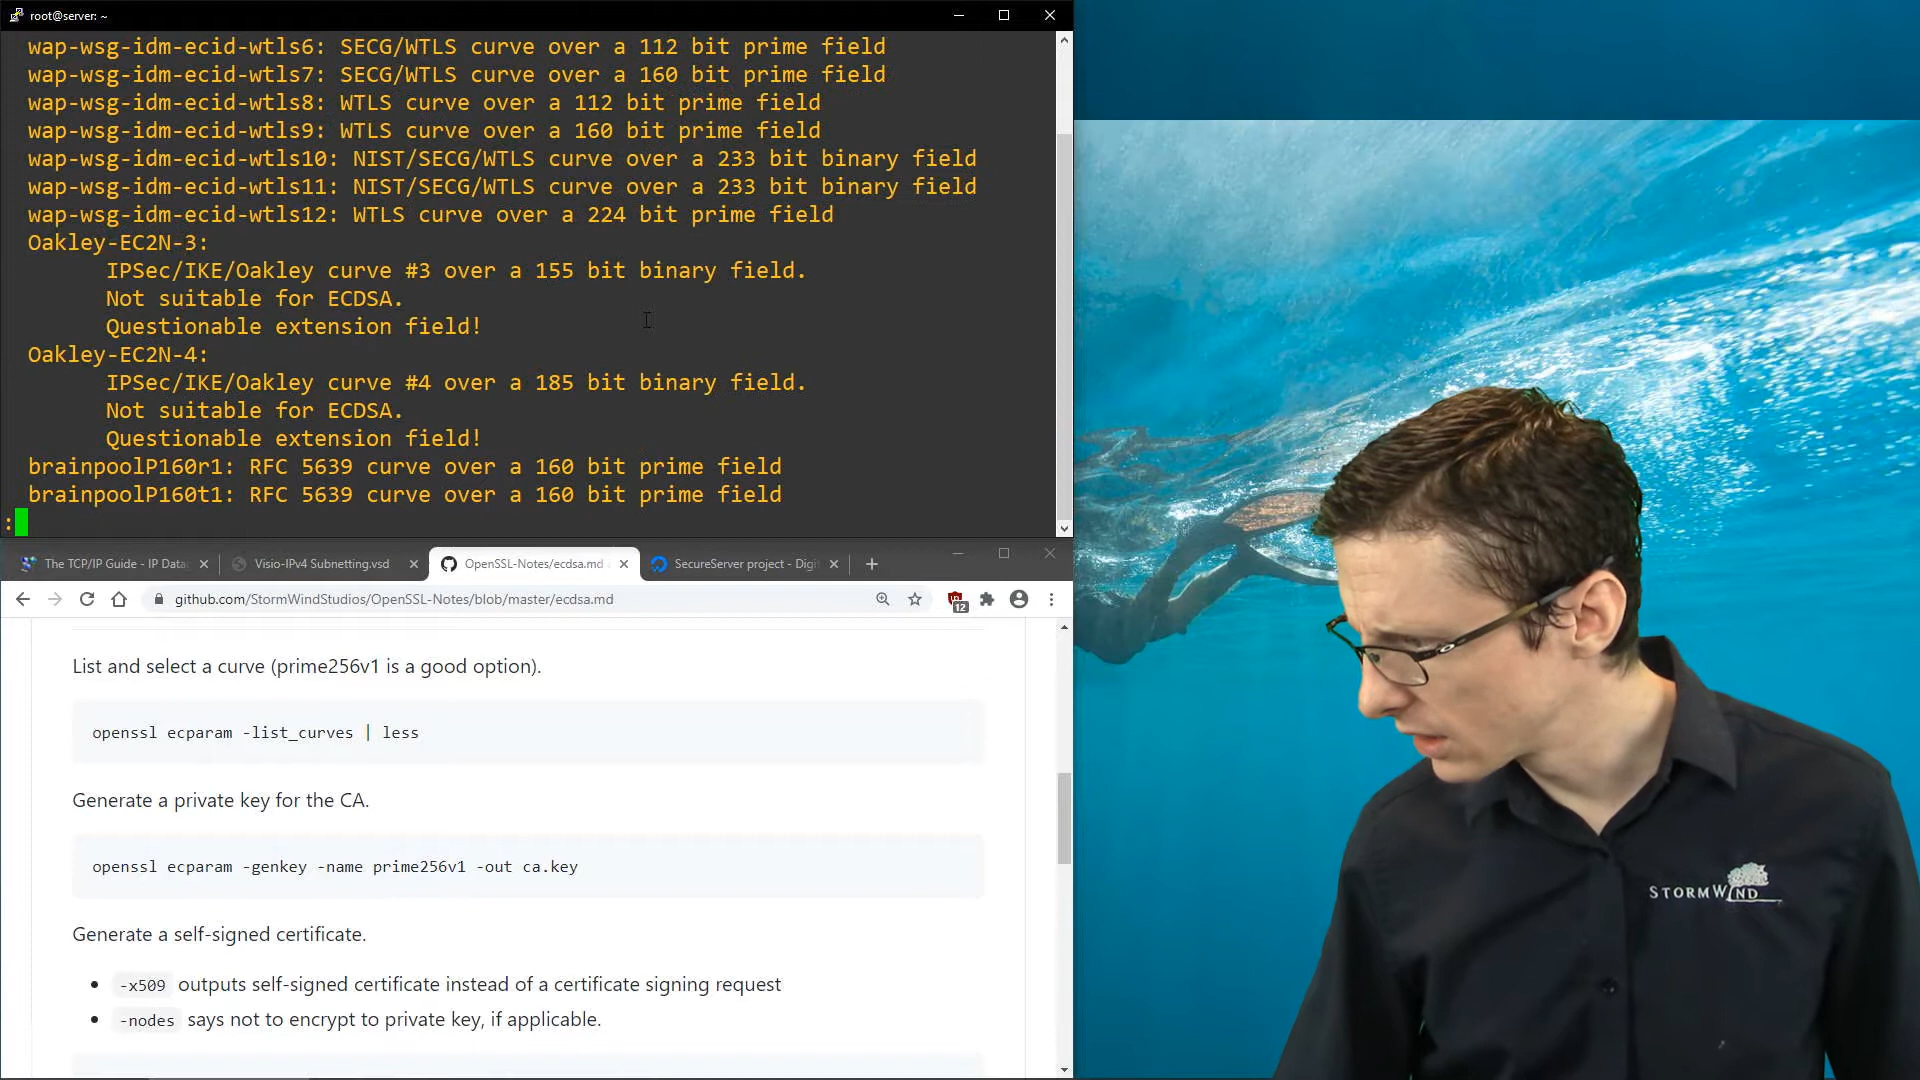 root@server: ~
wap-wsg-idm-ecid-wtls6: SECG/WTLS curve over a 112 bit prime field
wap-wsg-idm-ecid-wtls7: SECG/WTLS curve over a 160 bit prime field
wap-wsg-idm-ecid-wtls8: WTLS curve over a 112 bit prime field
wap-wsg-idm-ecid-wtls9: WTLS curve over a 160 bit prime field
wap-wsg-idm-ecid-wtls10: NIST/SECG/WTLS curve over a 233 bit binary field
wap-wsg-idm-ecid-wtls11: NIST/SECG/WTLS curve over a 233 bit binary field
wap-wsg-idm-ecid-wtls12: WTLS curve over a 224 bit prime field
Oakley-EC2N-3:
IPSec/IKE/Oakley curve #3 over a 155 bit binary field.
Not suitable for ECDSA.
Questionable extension field!
Oakley-EC2N-4:
IPSec/IKE/Oakley curve #4 over a 185 bit binary field.
Not suitable for ECDSA.
Questionable extension field!
brainpoolP160r1: RFC 5639 curve over a 160 bit prime field
brainpoolP160t1: RFC 5639 curve over a 160 bit prime field
:
The TCP/IP Guide - IP Data Visio-IPv4 Subnetting.vsd OpenSSL-Notes/ecdsa.md SecureServer project - Digi
github.com/StormWindStudios/OpenSSL-Notes/blob/master/ecdsa.md 12
List and select a curve (prime256v1 is a good option).
openssl ecparam -list_curves | less
Generate a private key for the CA.
openssl ecparam -genkey -name prime256v1 -out ca.key
Generate a self-signed certificate.
-x509 outputs self-signed certificate instead of a certificate signing request
-nodes says not to encrypt to private key, if applicable.
STORMWIND